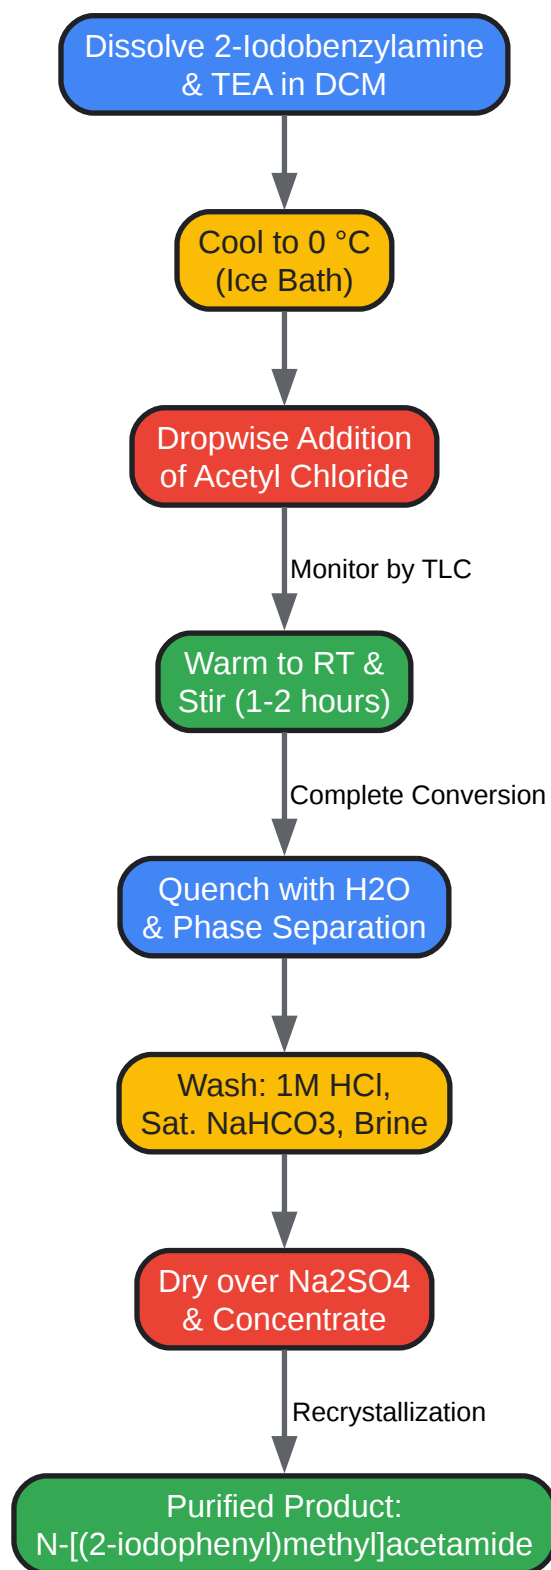 Dissolve 2-Iodobenzylamine
& TEA in DCM
Cool to 0 °C
(Ice Bath)
Dropwise Addition
of Acetyl Chloride
Monitor by TLC
Warm to RT &
Stir (1-2 hours)
Complete Conversion
Quench with H2O
& Phase Separation
Wash: 1M HCl,
Sat. NaHCO3, Brine
Dry over Na2SO4
& Concentrate
Recrystallization
Purified Product:
N-[(2-iodophenyl)methyl]acetamide